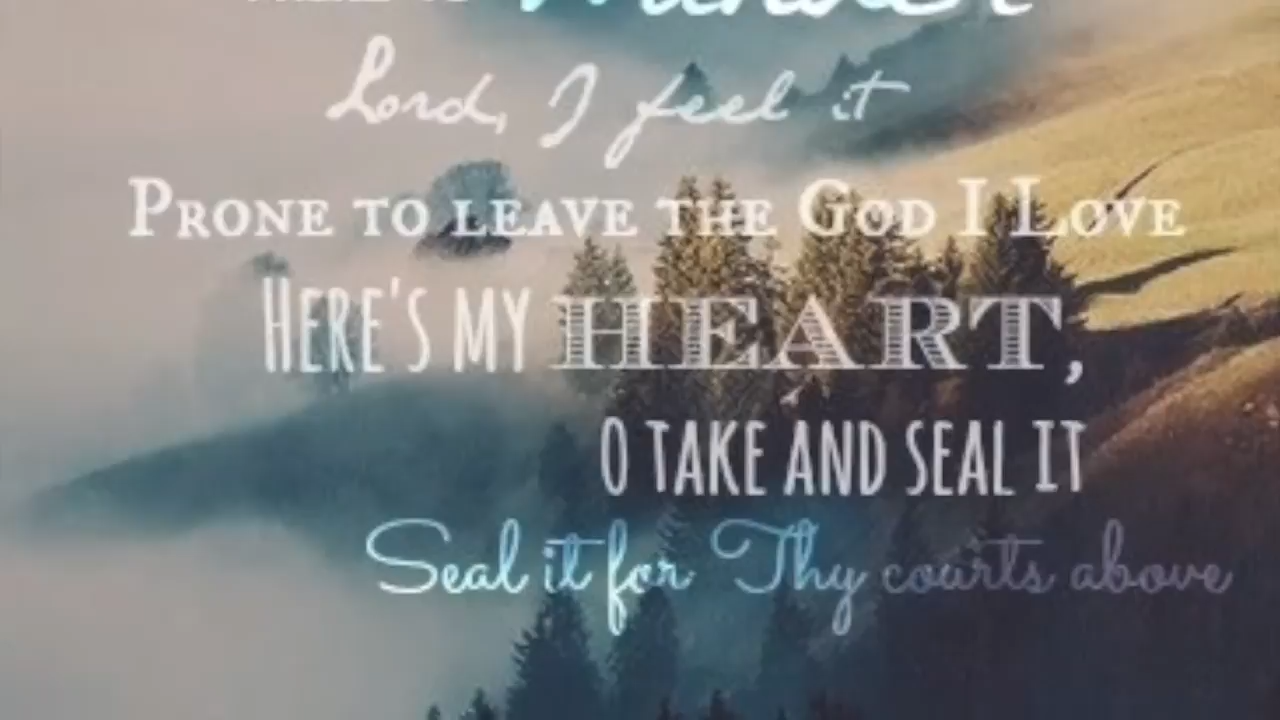 Lord, I feel it
PRONE TO LEAVE THE GOD I LOVE
HERE'S MY HEART,
O TAKE AND SEAL IT
Seal it for Thy courts above